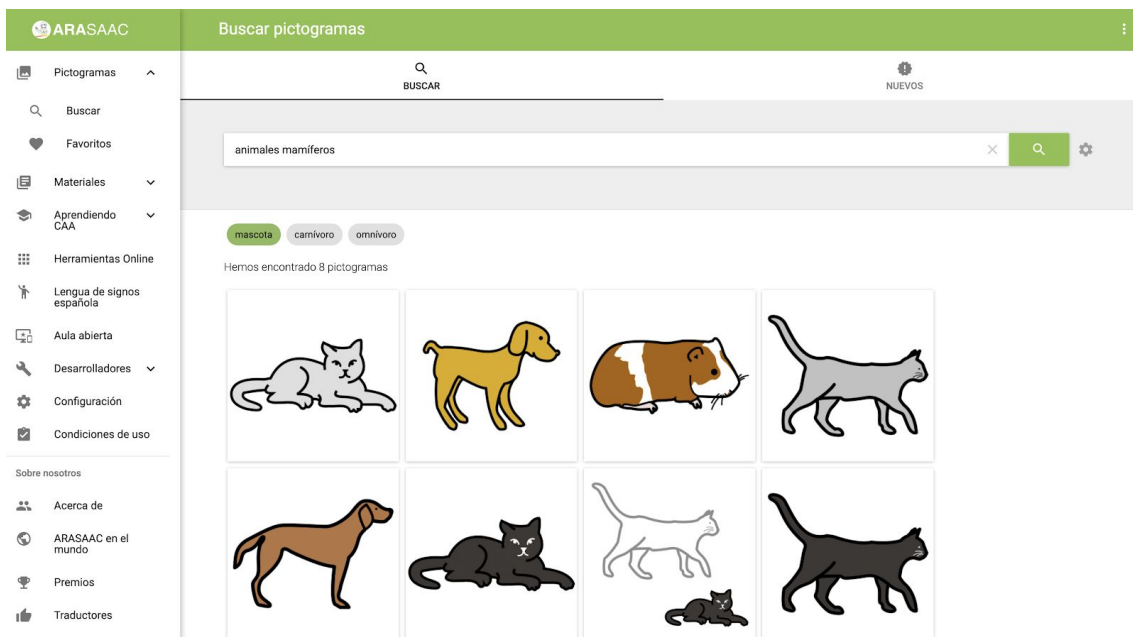 ARASAAC
Buscar pictogramas
Pictogramas
Buscar
Favoritos
Materiales
Aprendiendo
CAA
Herramientas Online
Lengua de signos
española
Aula abierta
Desarrolladores
Configuración
Condiciones de uso
Sobre nosotros
Acerca de
ARASAAC en el
mundo
Premios
Traductores
BUSCAR
NUEVOS
animales mamíferos
mascota
carnívoro
omnívoro
Hemos encontrado 8 pictogramas